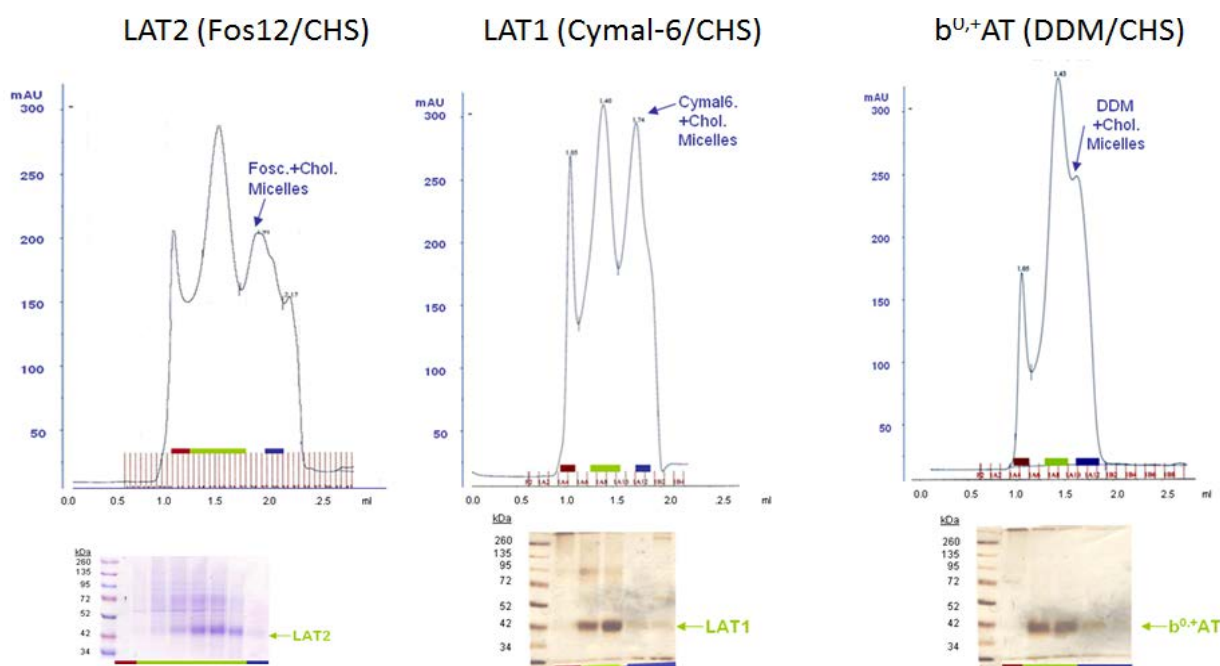 LAT2 (Fos12/CHS)
mAU
300
250
200
150
100
50
Fosc.+Chol.
Micelles
0.0 0.5 1.0 1.5 2.0 2.5 ml
kDa
260
135
95
72
52
42
34
LAT2
LAT1 (Cymal-6/CHS)
mAU
300
250
200
150
100
50
Cymal6.
+Chol.
Micelles
0.0 0.5 1.0 1.5 2.0 2.5 ml
kDa
260
135
95
72
52
42
34
LAT1
b0,+AT (DDM/CHS)
mAU
300
250
200
150
100
50
1.43
DDM
+Chol.
Micelles
0.0 0.5 1.0 1.5 2.0 2.5 ml
kDa
260
135
95
72
52
42
34
b0,+AT